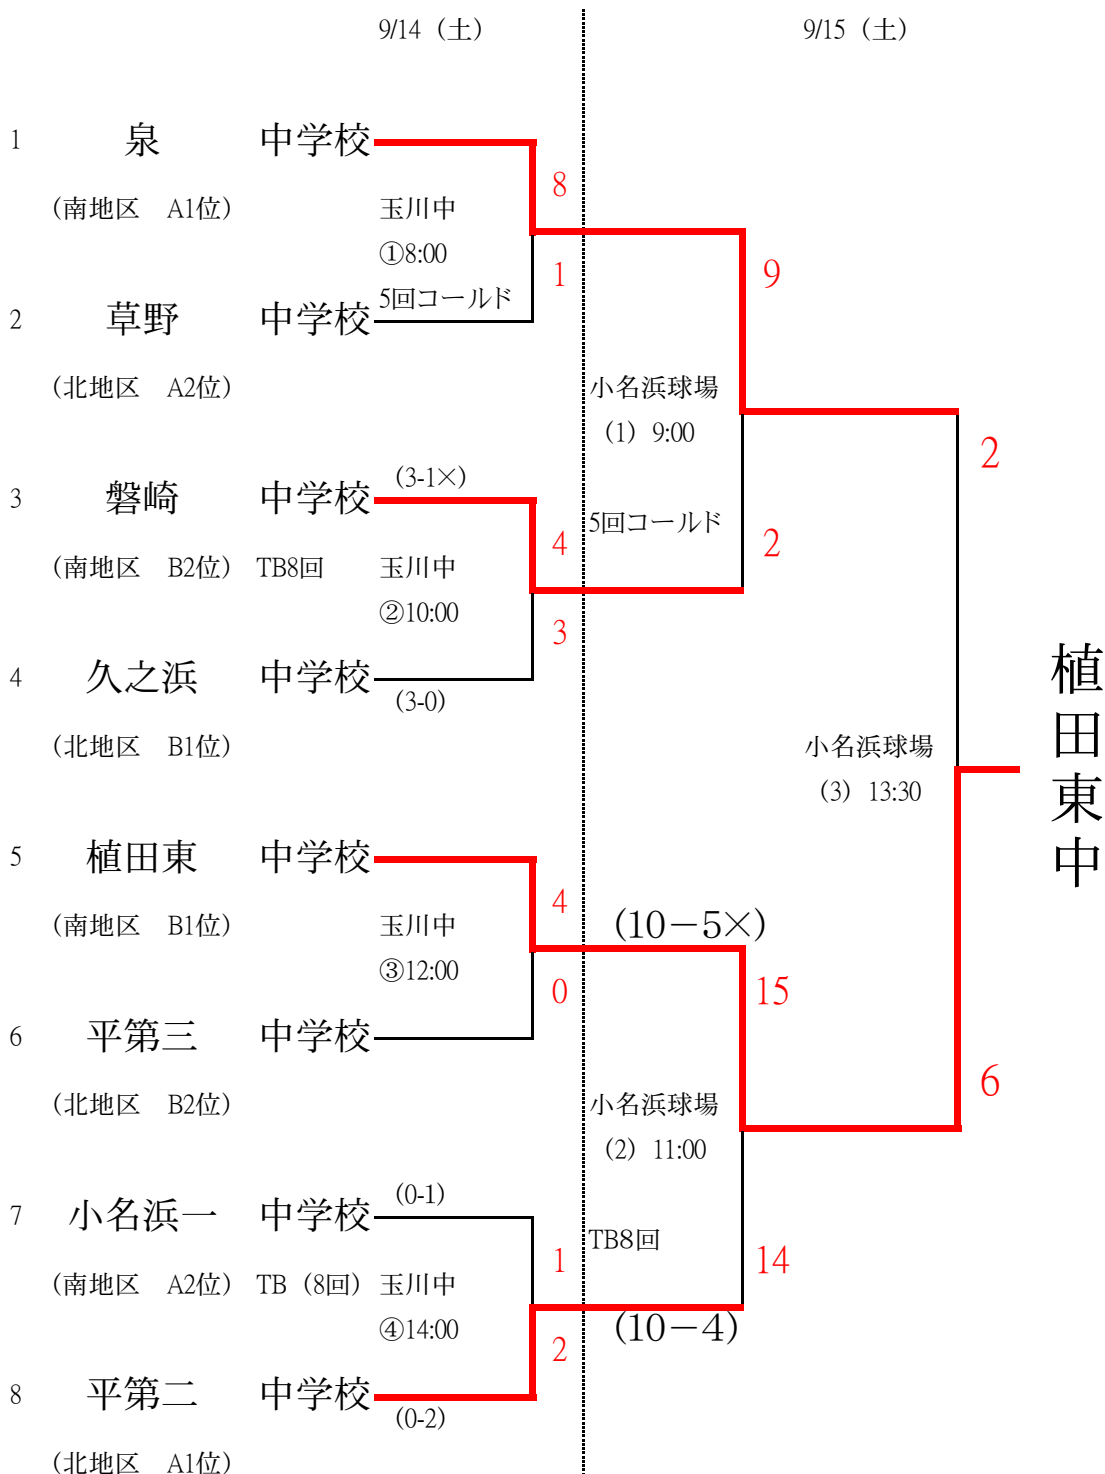 9/14（土） 9/15（土）
1 泉 中学校
8
（南地区　A1位） 玉川中
①8:00
1
9
5回コールド
2 草野 中学校
（北地区　A2位）
小名浜球場
（1）9:00
2
(3-1×)
3 磐崎 中学校
4
5回コールド
2
（南地区　B2位） TB8回 玉川中
②10:00
3
4 久之浜 中学校
(3-0)
（北地区　B1位）
小名浜球場
（3）13:30
植田東中
5 植田東 中学校
4
（南地区　B1位） 玉川中
(10－5×)
③12:00
0
15
6 平第三 中学校
6
（北地区　B2位）
小名浜球場
（2）11:00
(0-1)
7 小名浜一 中学校
TB8回
1
14
（南地区　A2位） TB（8回） 玉川中
④14:00
(10－4)
2
8 平第二 中学校
(0-2)
（北地区　A1位）